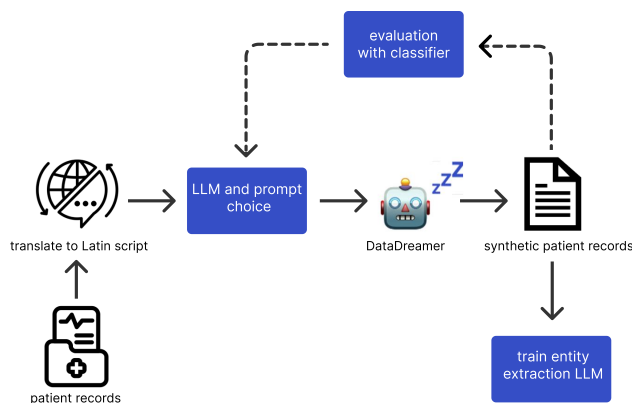 evaluation
with classifier
LLM and prompt
choice
zzZ
translate to Latin script
DataDreamer
synthetic patient records
train entity
extraction LLM
patient records